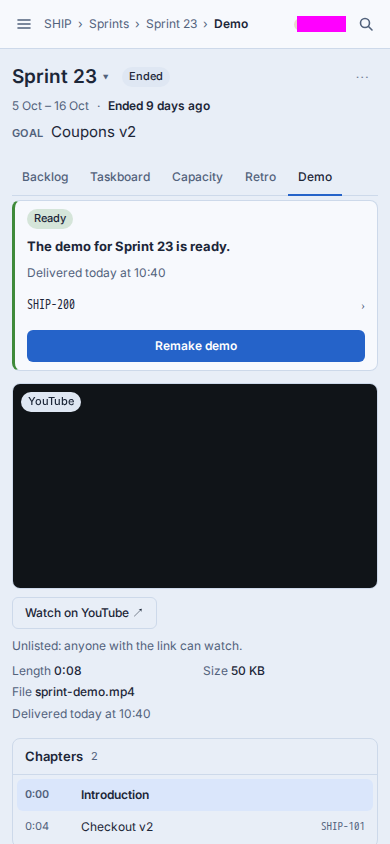 SHIP › Sprints › Sprint 23 › Demo
Sprint 23 ▾ Ended ...
5 Oct – 16 Oct · Ended 9 days ago
GOAL Coupons v2
Backlog Taskboard Capacity Retro Demo
Ready
The demo for Sprint 23 is ready.
Delivered today at 10:40
SHIP-200 ›
Remake demo
YouTube
Watch on YouTube ↗
Unlisted: anyone with the link can watch.
Length 0:08 Size 50 KB
File sprint-demo.mp4
Delivered today at 10:40
Chapters 2
0:00 Introduction
0:04 Checkout v2 SHIP-101